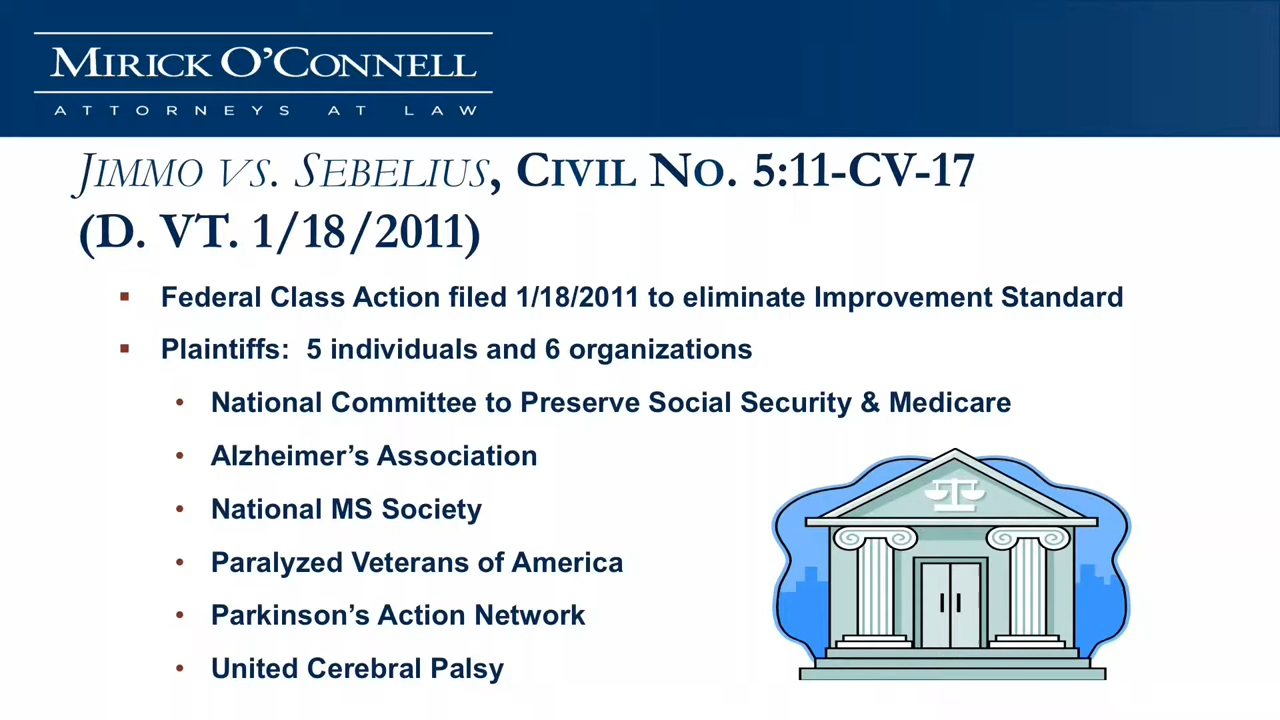 MIRICK O’CONNELL
ATTORNEYS AT LAW
JIMMO VS. SEBELIUS, CIVIL NO. 5:11-CV-17
(D. VT. 1/18/2011)
▪ Federal Class Action filed 1/18/2011 to eliminate Improvement Standard
▪ Plaintiffs: 5 individuals and 6 organizations
• National Committee to Preserve Social Security & Medicare
• Alzheimer’s Association
• National MS Society
• Paralyzed Veterans of America
• Parkinson’s Action Network
• United Cerebral Palsy